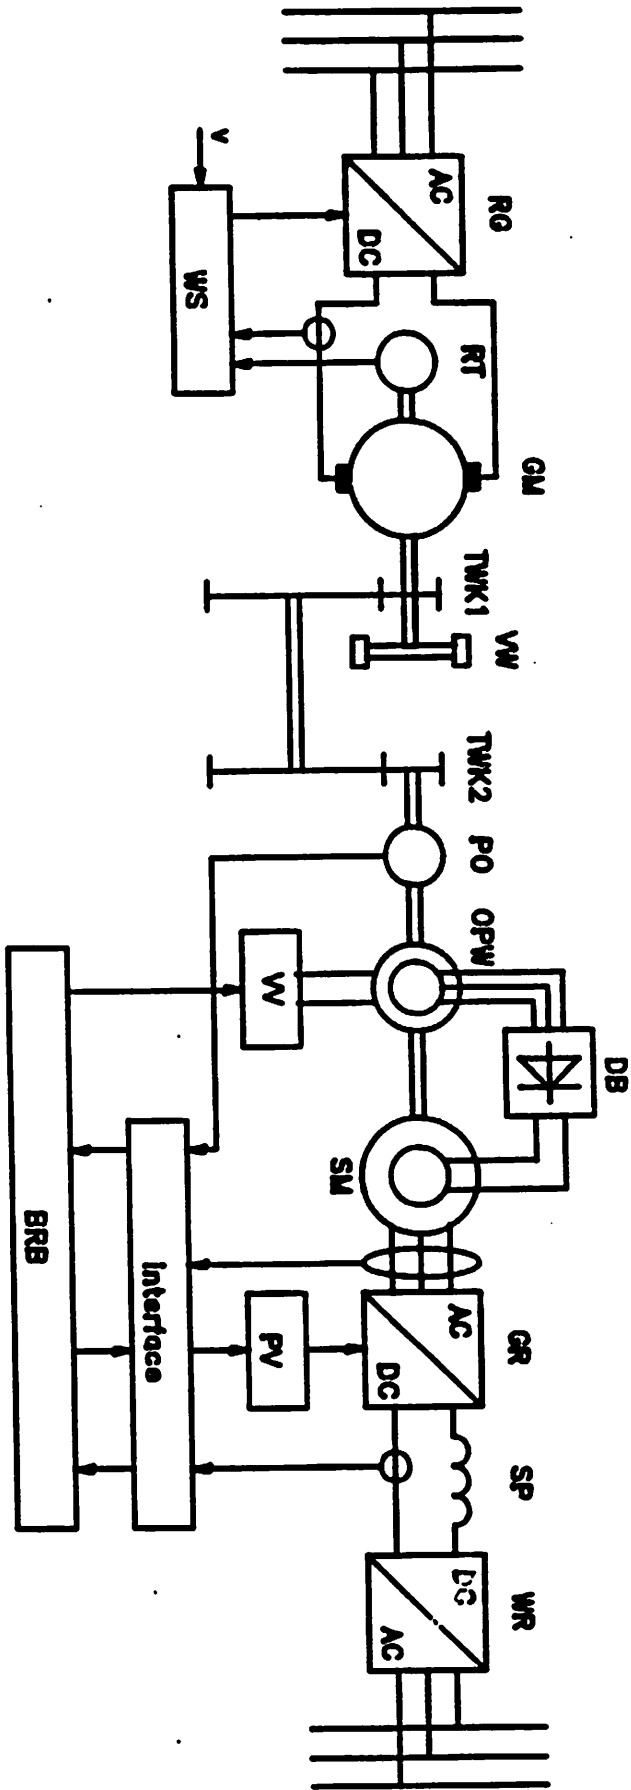 v
AC
DC
RG
WS
RT
GM
TWK1
VW
TWK2
PO
OPW
VV
DB
SM
BRB
Interface
PV
AC
DC
GR
SP
DC
AC
WR